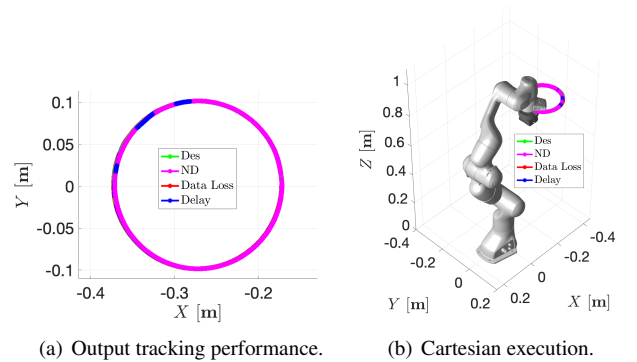 0.1
0.05
0
-0.05
-0.1
Y [m]
Des
ND
Data Loss
Delay
-0.4
-0.3
-0.2
X [m]
(a) Output tracking performance.
1
0.8
0.6
0.4
0.2
0
Z [m]
Des
ND
Data Loss
Delay
-0.4
-0.2
0
0.2
Y [m]
-0.4
-0.2
0
0.2
X [m]
(b) Cartesian execution.